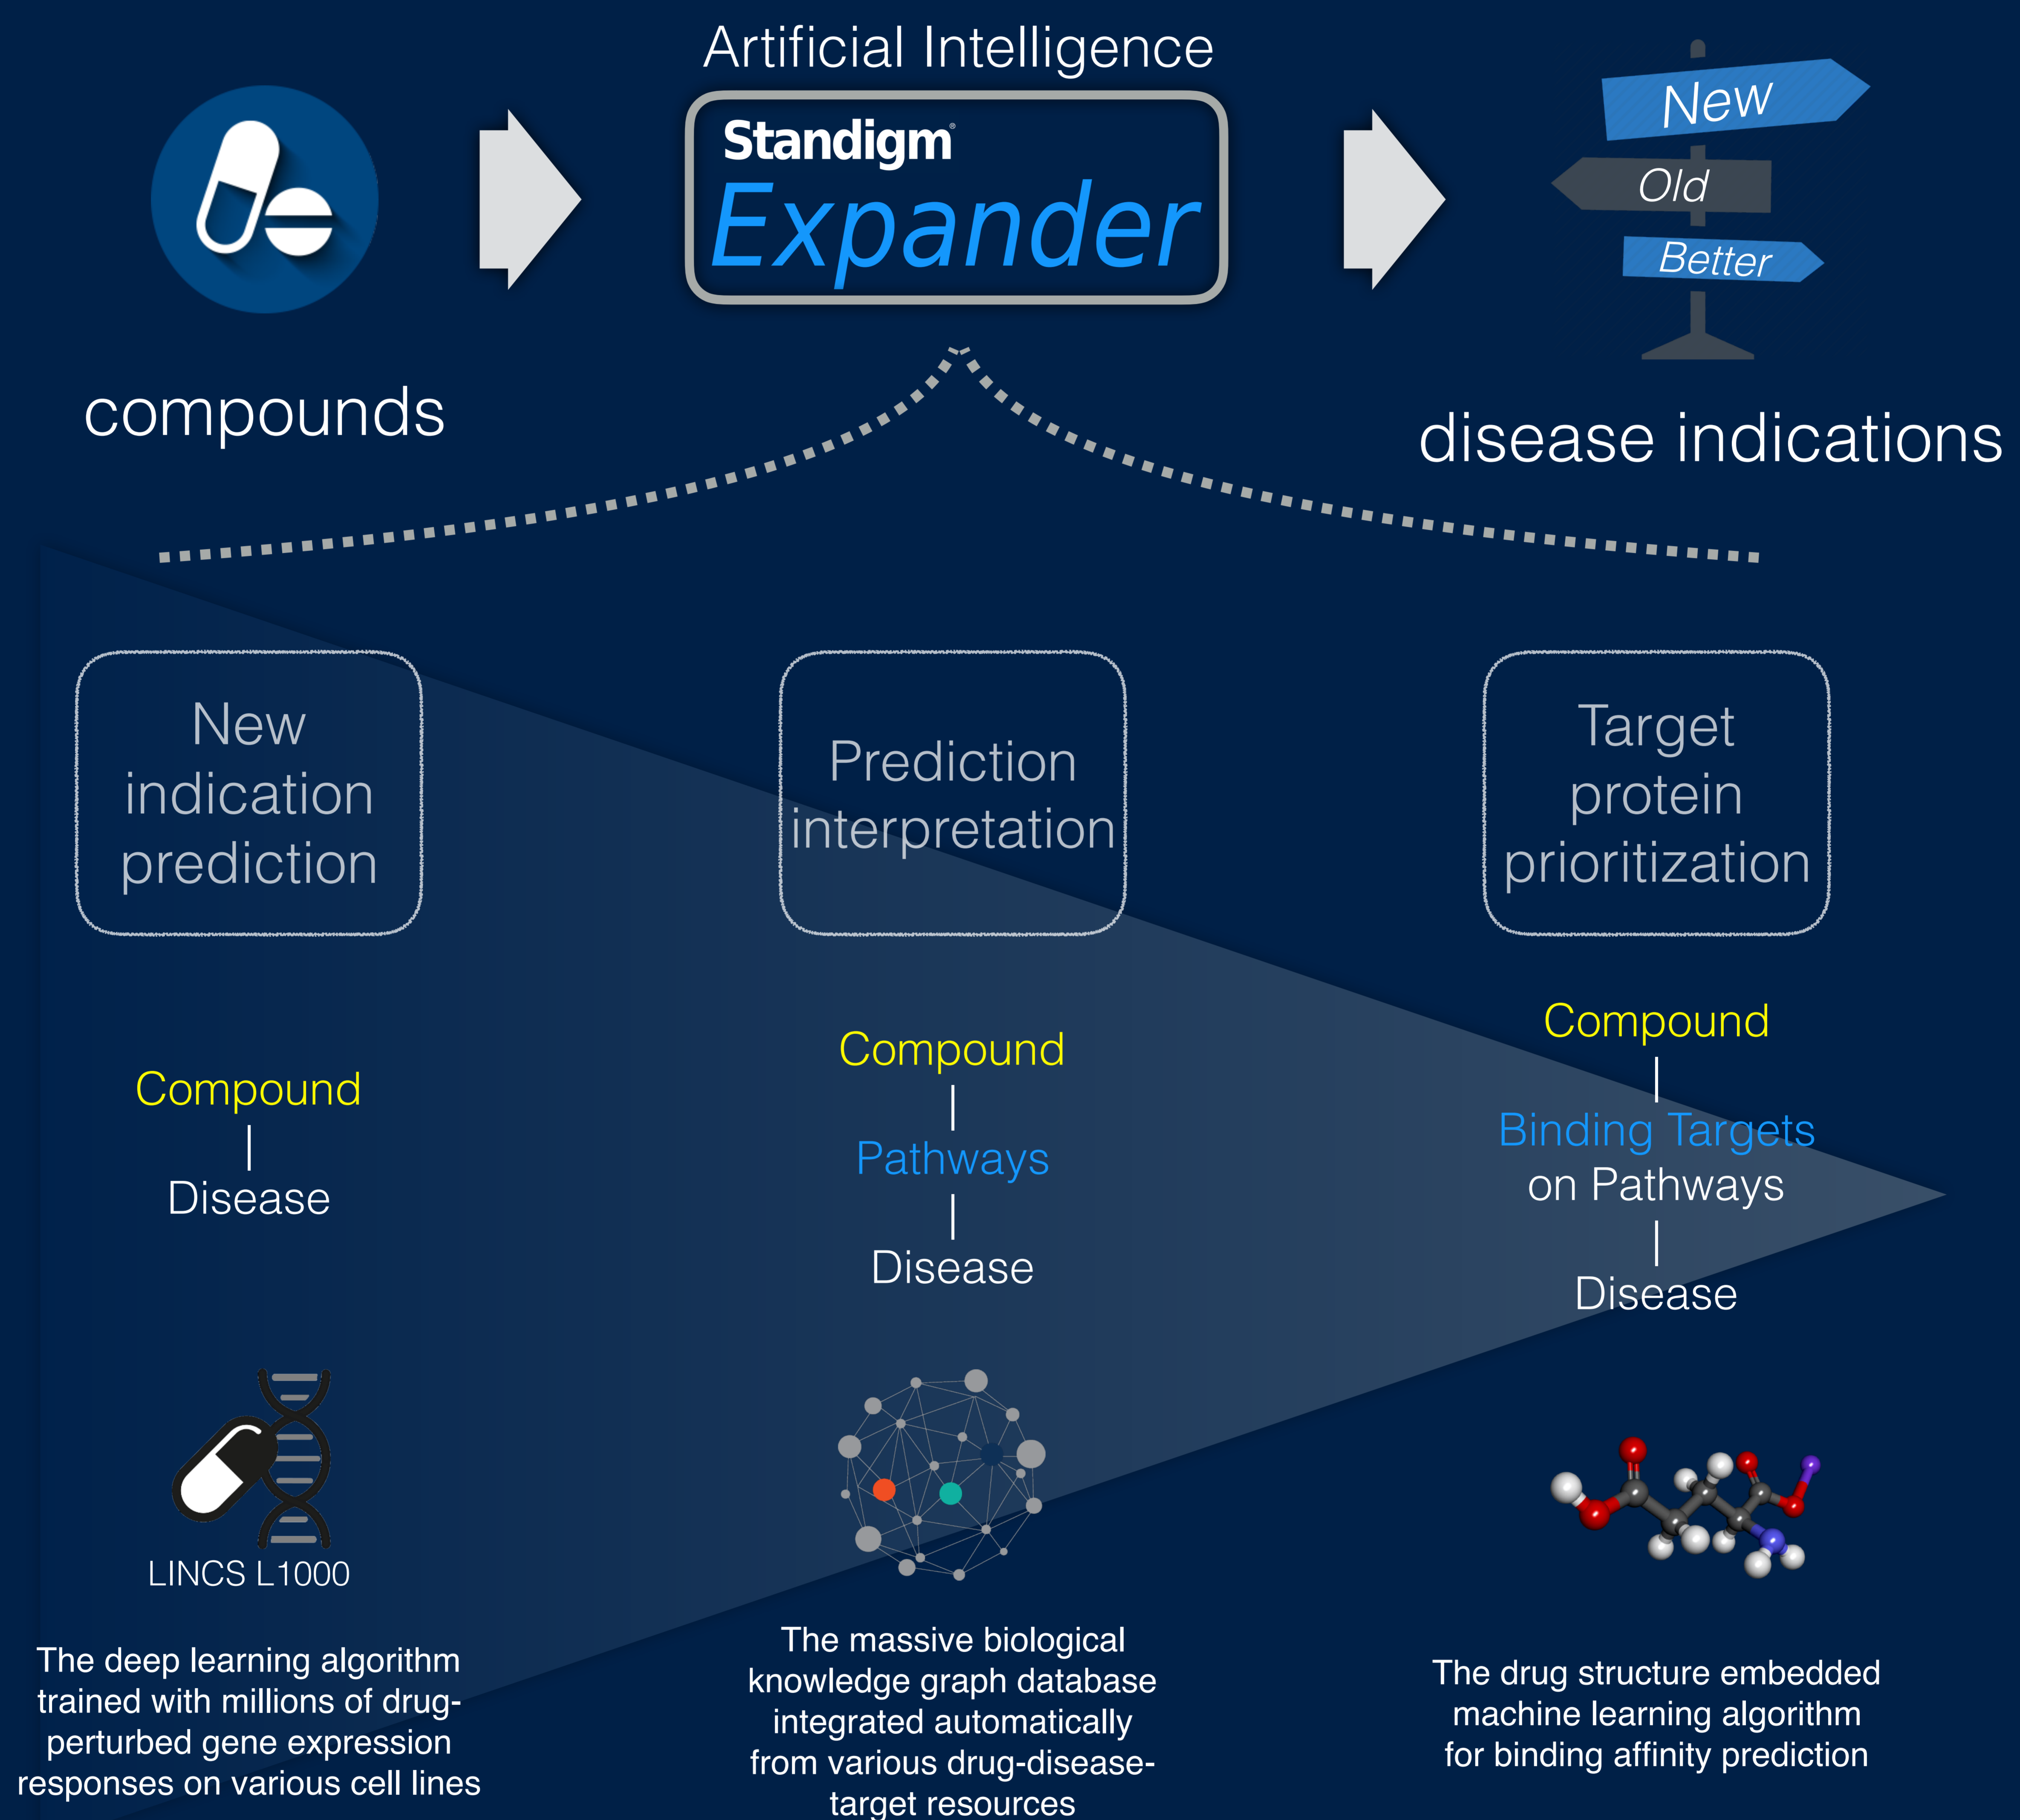 Artificial Intelligence
Standigm®
Expander
New
Old
Better
compounds
disease indications
New
indication
prediction
Prediction
interpretation
Target
protein
prioritization
Compound
Disease
Compound
Pathways
Disease
Compound
Binding Targets
on Pathways
Disease
LINCS L1000
The deep learning algorithm
trained with millions of drug-
perturbed gene expression
responses on various cell lines
The massive biological
knowledge graph database
integrated automatically
from various drug-disease-
target resources
The drug structure embedded
machine learning algorithm
for binding affinity prediction